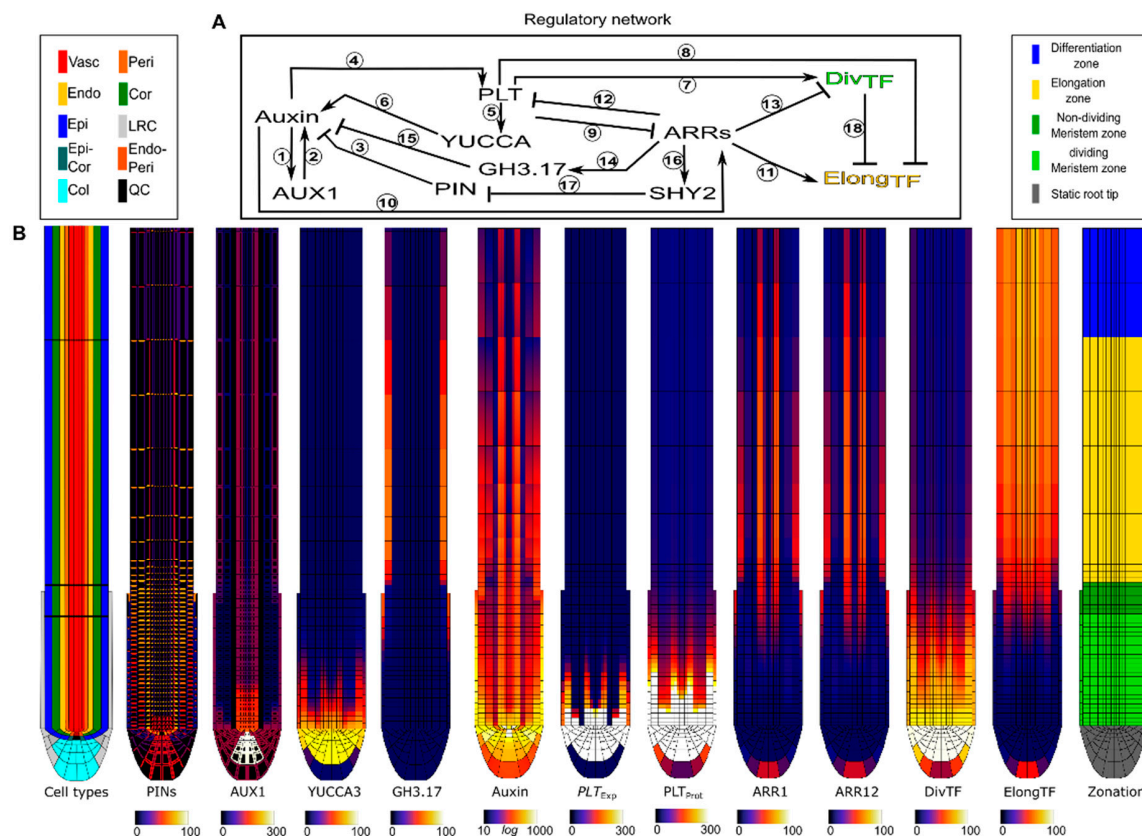 Regulatory network
A
Vasc
Peri
Endo
Cor
Epi
LRC
Epi-
Cor
Endo-
Peri
Col
QC
4
8
7
PLT
DivTF
6
5
12
13
Auxin
9
ARRs
18
15
YUCCA
1
2
3
GH3.17
14
16
11
ElongTF
AUX1
PIN
17
SHY2
10
Differentiation
zone
Elongation
zone
Non-dividing
Meristem zone
dividing
Meristem zone
Static root tip
B
Cell types PINs AUX1 YUCCA3 GH3.17 Auxin PLTExp PLTProt ARR1 ARR12 DivTF ElongTF Zonation
0 100 0 300 0 100 0 100 10 log 1000 0 300 0 300 0 100 0 100 0 100 0 100